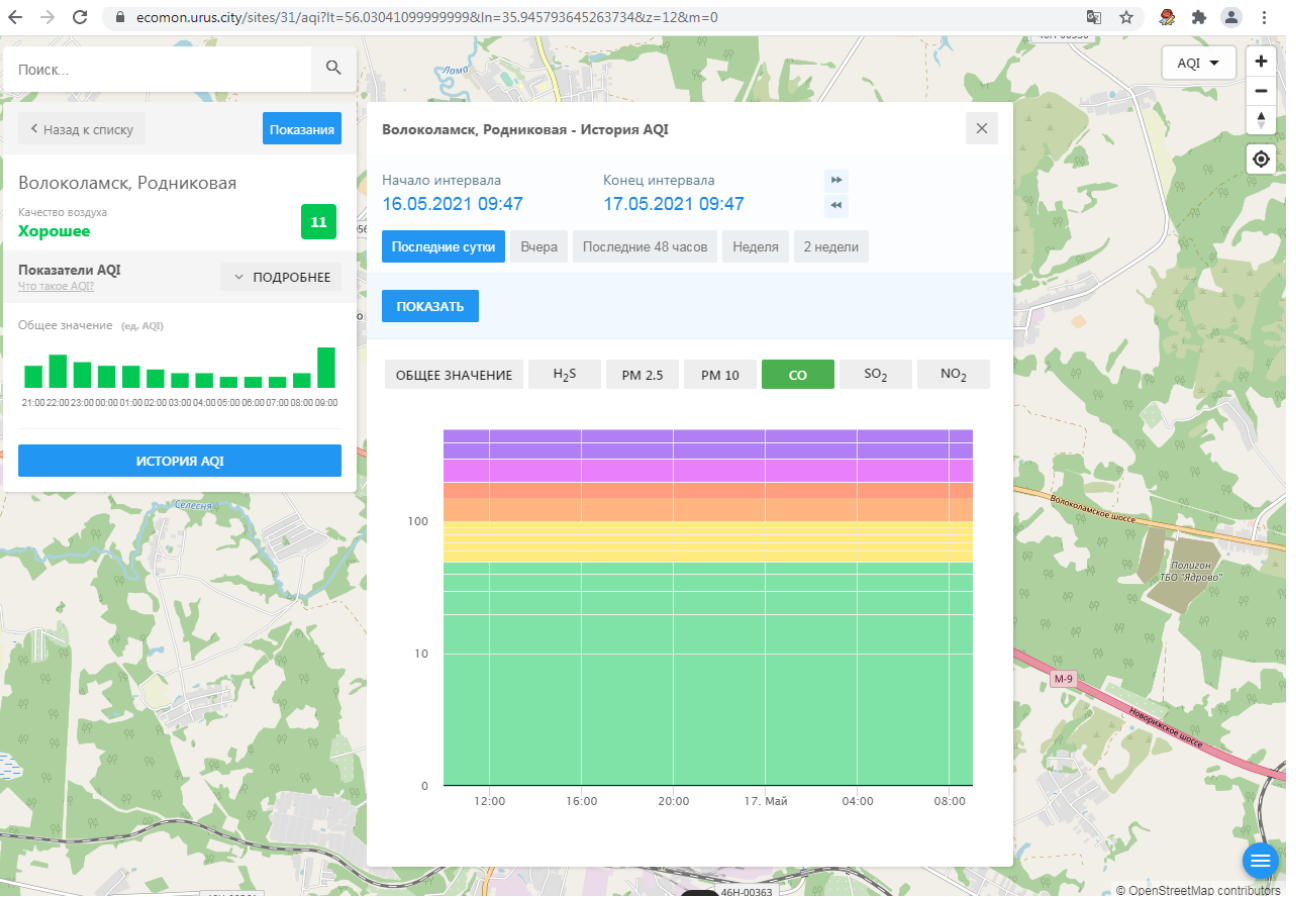 ecomon.urus.city/sites/31/aqi?lt=56.03041099999999&ln=35.945793645263734&z=12&m=0
Поиск...
AQI
Назад к списку
Показания
Волоколамск, Родниковая
Качество воздуха
Хорошее
11
Показатели AQI
Что такое AQI?
ПОДРОБНЕЕ
Общее значение (ед. AQI)
21:00 22:00 23:00 00:00 01:00 02:00 03:00 04:00 05:00 06:00 07:00 08:00 09:00
ИСТОРИЯ AQI
Волоколамск, Родниковая - История AQI
Начало интервала
Конец интервала
16.05.2021 09:47
17.05.2021 09:47
Последние сутки
Вчера
Последние 48 часов
Неделя
2 недели
ПОКАЗАТЬ
ОБЩЕЕ ЗНАЧЕНИЕ
H2S
PM 2.5
PM 10
CO
SO2
NO2
100
10
0
12:00
16:00
20:00
17. Май
04:00
08:00
Лама
Селесня
Волоколамское шоссе
Полигон
ТБО "Ядрово"
М-9
Новорижское шоссе
46Н-00363
© OpenStreetMap contributors